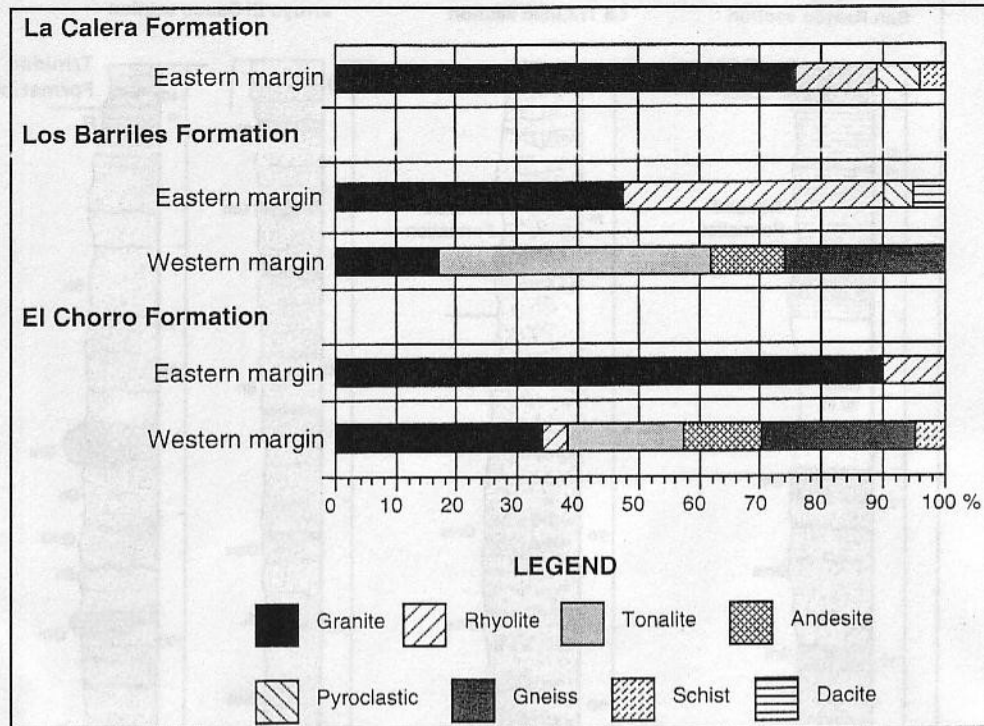 La Calera Formation
Eastern margin
Los Barriles Formation
Eastern margin
Western margin
El Chorro Formation
Eastern margin
Western margin
0 10 20 30 40 50 60 70 80 90 100 %
LEGEND
Granite Rhyolite Tonalite Andesite
Pyroclastic Gneiss Schist Dacite